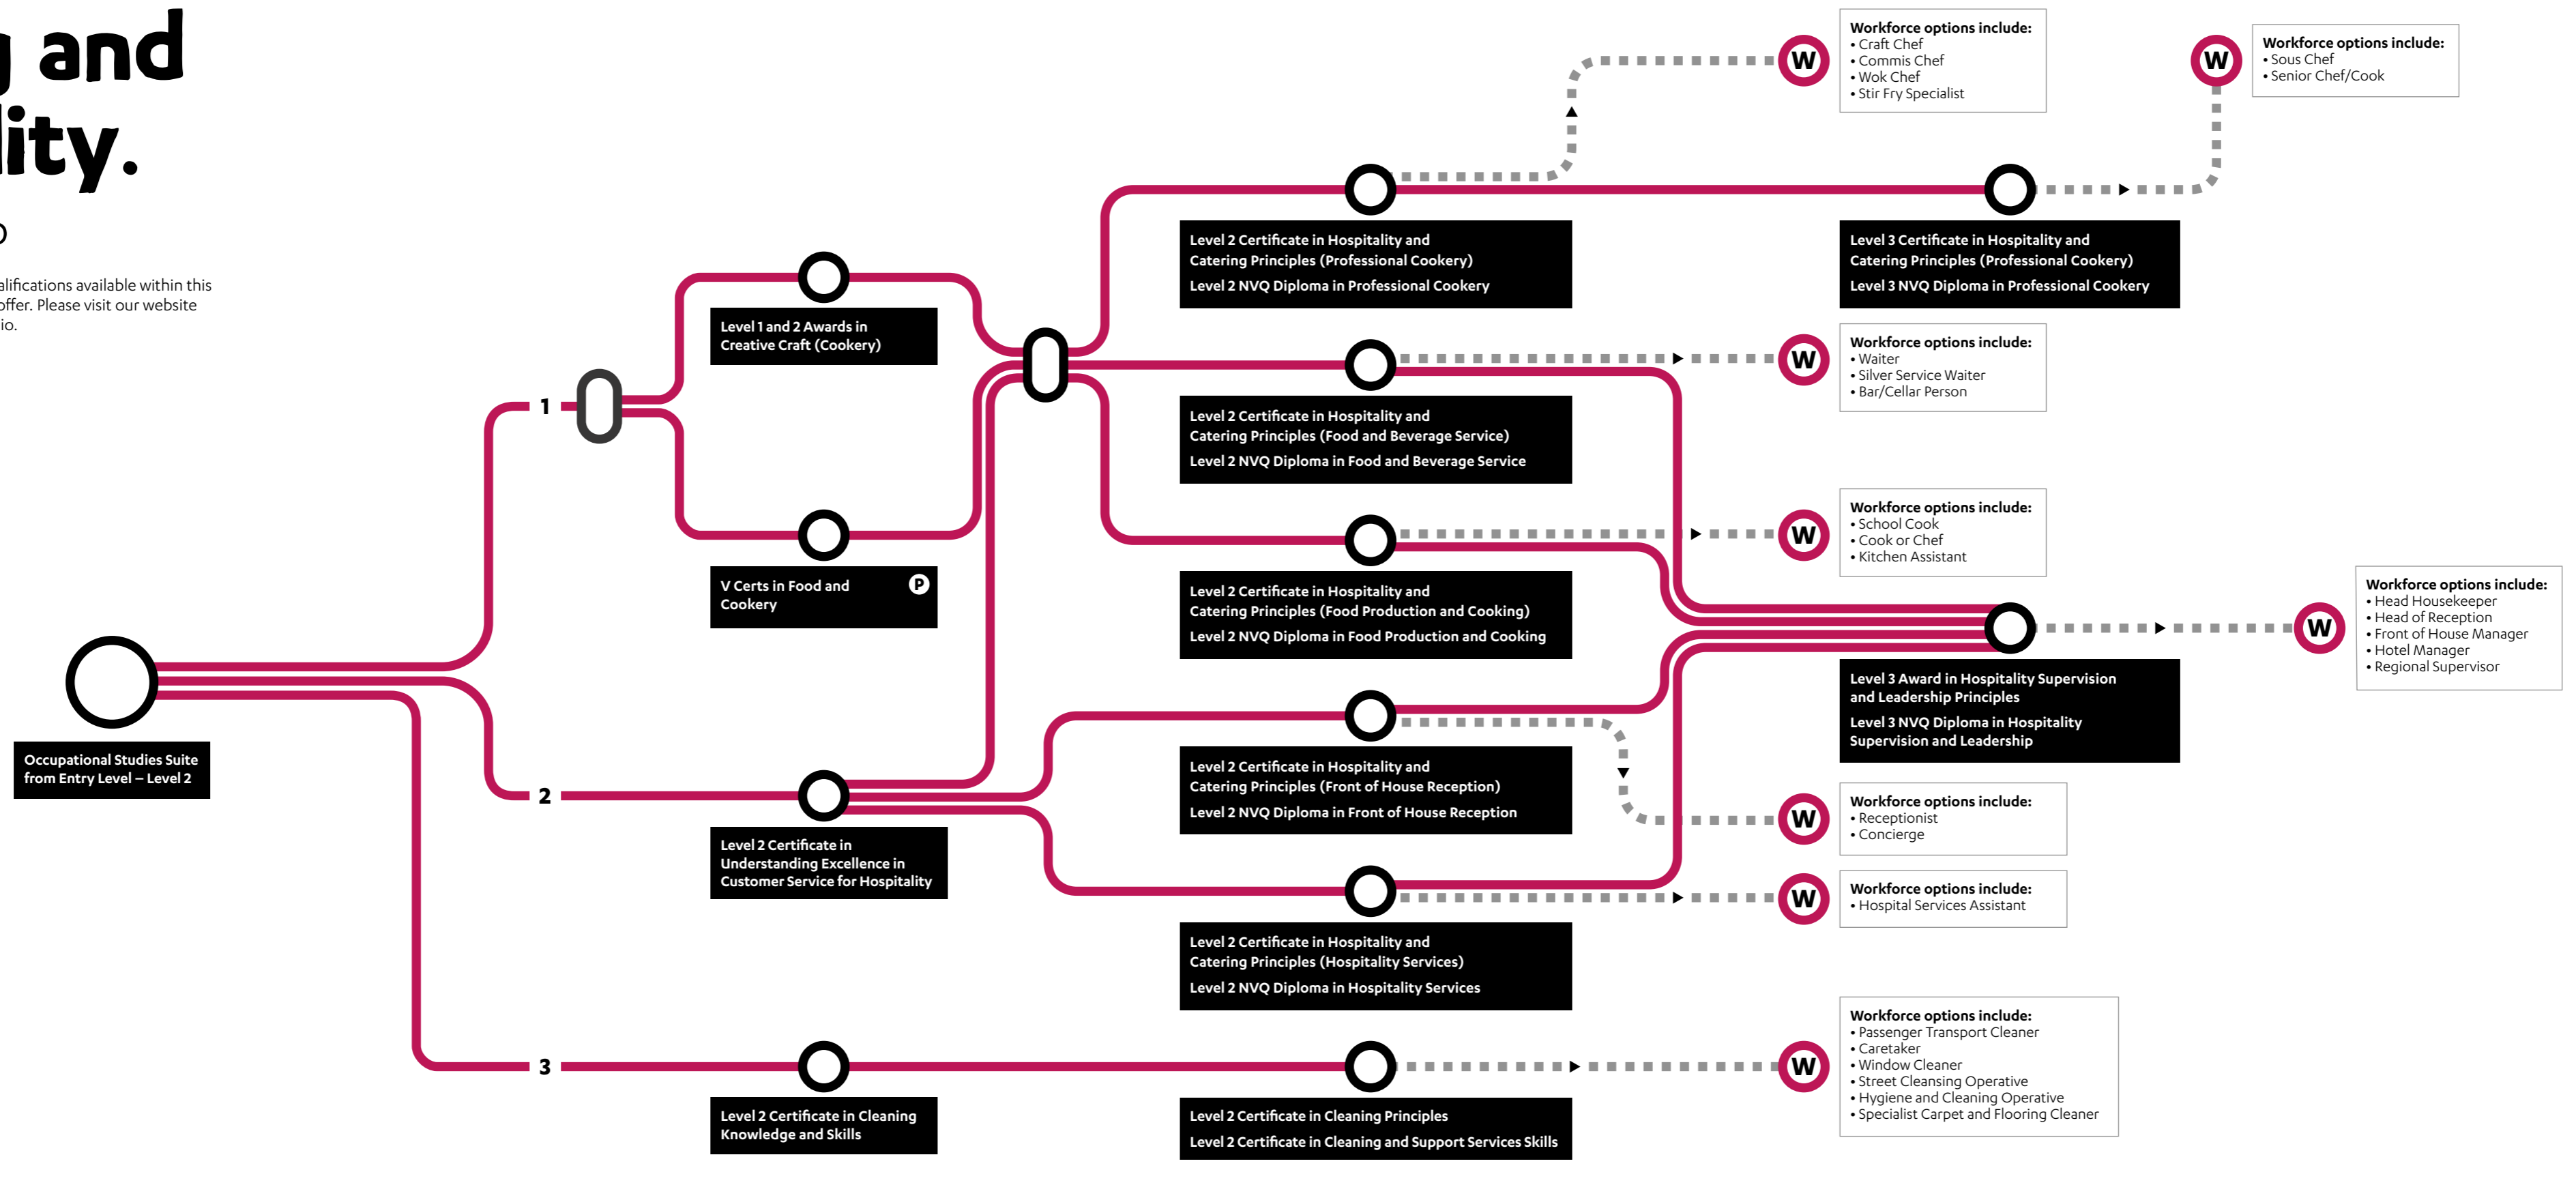 and
lity.
alifications available within this
offer. Please visit our website
io.
Occupational Studies Suite
from Entry Level – Level 2
1
2
3
Level 1 and 2 Awards in
Creative Craft (Cookery)
V Certs in Food and
Cookery
P
Level 2 Certificate in
Understanding Excellence in
Customer Service for Hospitality
Level 2 Certificate in Cleaning
Knowledge and Skills
Level 2 Certificate in Hospitality and
Catering Principles (Professional Cookery)
Level 2 NVQ Diploma in Professional Cookery
Level 2 Certificate in Hospitality and
Catering Principles (Food and Beverage Service)
Level 2 NVQ Diploma in Food and Beverage Service
Level 2 Certificate in Hospitality and
Catering Principles (Food Production and Cooking)
Level 2 NVQ Diploma in Food Production and Cooking
Level 2 Certificate in Hospitality and
Catering Principles (Front of House Reception)
Level 2 NVQ Diploma in Front of House Reception
Level 2 Certificate in Hospitality and
Catering Principles (Hospitality Services)
Level 2 NVQ Diploma in Hospitality Services
Level 2 Certificate in Cleaning Principles
Level 2 Certificate in Cleaning and Support Services Skills
W
Workforce options include:
• Craft Chef
• Commis Chef
• Wok Chef
• Stir Fry Specialist
W
Workforce options include:
• Sous Chef
• Senior Chef/Cook
Level 3 Certificate in Hospitality and
Catering Principles (Professional Cookery)
Level 3 NVQ Diploma in Professional Cookery
W
Workforce options include:
• Waiter
• Silver Service Waiter
• Bar/Cellar Person
W
Workforce options include:
• School Cook
• Cook or Chef
• Kitchen Assistant
W
Workforce options include:
• Head Housekeeper
• Head of Reception
• Front of House Manager
• Hotel Manager
• Regional Supervisor
Level 3 Award in Hospitality Supervision
and Leadership Principles
Level 3 NVQ Diploma in Hospitality
Supervision and Leadership
W
Workforce options include:
• Receptionist
• Concierge
W
Workforce options include:
• Hospital Services Assistant
W
Workforce options include:
• Passenger Transport Cleaner
• Caretaker
• Window Cleaner
• Street Cleansing Operative
• Hygiene and Cleaning Operative
• Specialist Carpet and Flooring Cleaner